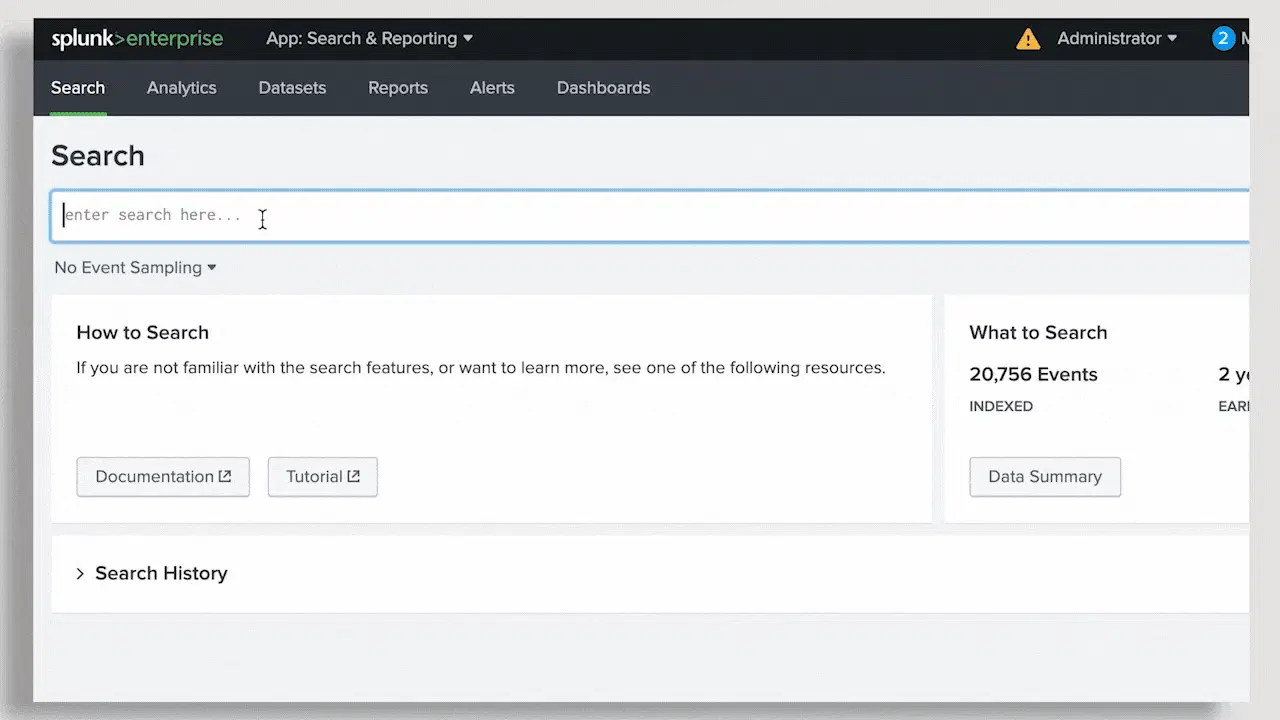 splunk>enterprise App: Search & Reporting Administrator 2
Search Analytics Datasets Reports Alerts Dashboards
Search
enter search here...
No Event Sampling
How to Search
If you are not familiar with the search features, or want to learn more, see one of the following resources.
Documentation Tutorial
What to Search
20,756 Events
INDEXED
Data Summary
Search History